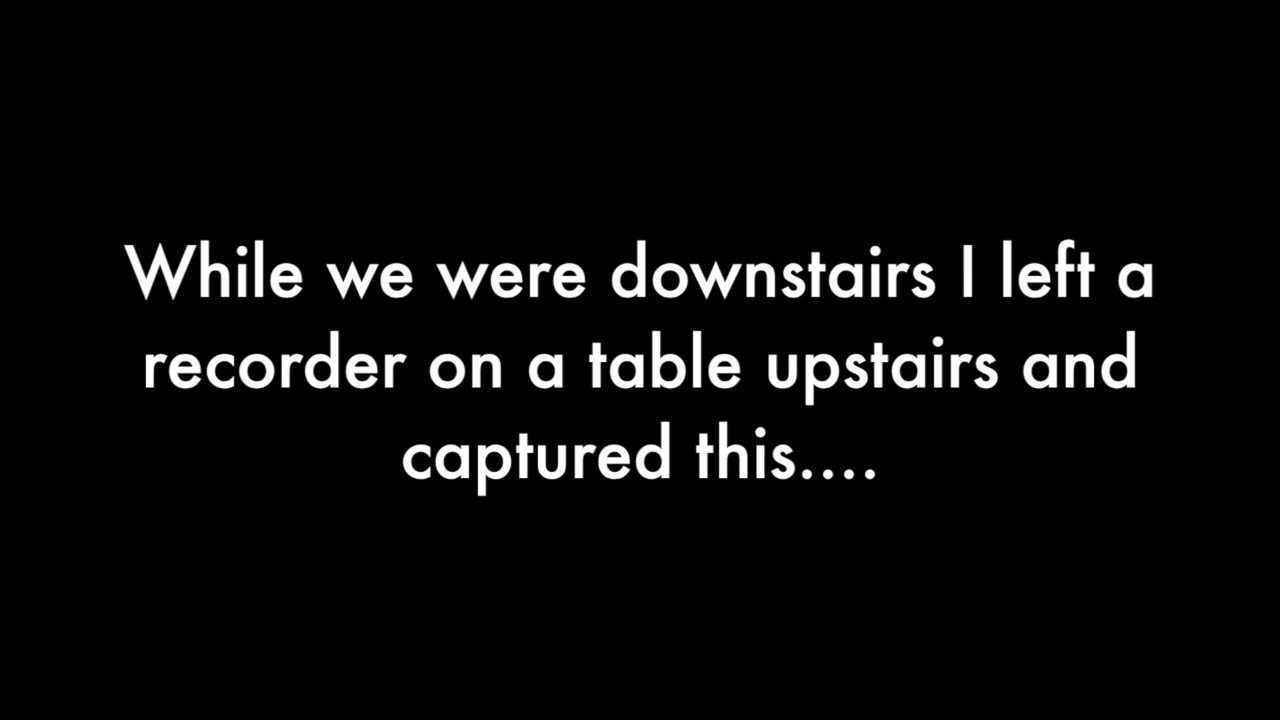 While we were downstairs I left a
recorder on a table upstairs and
captured this....